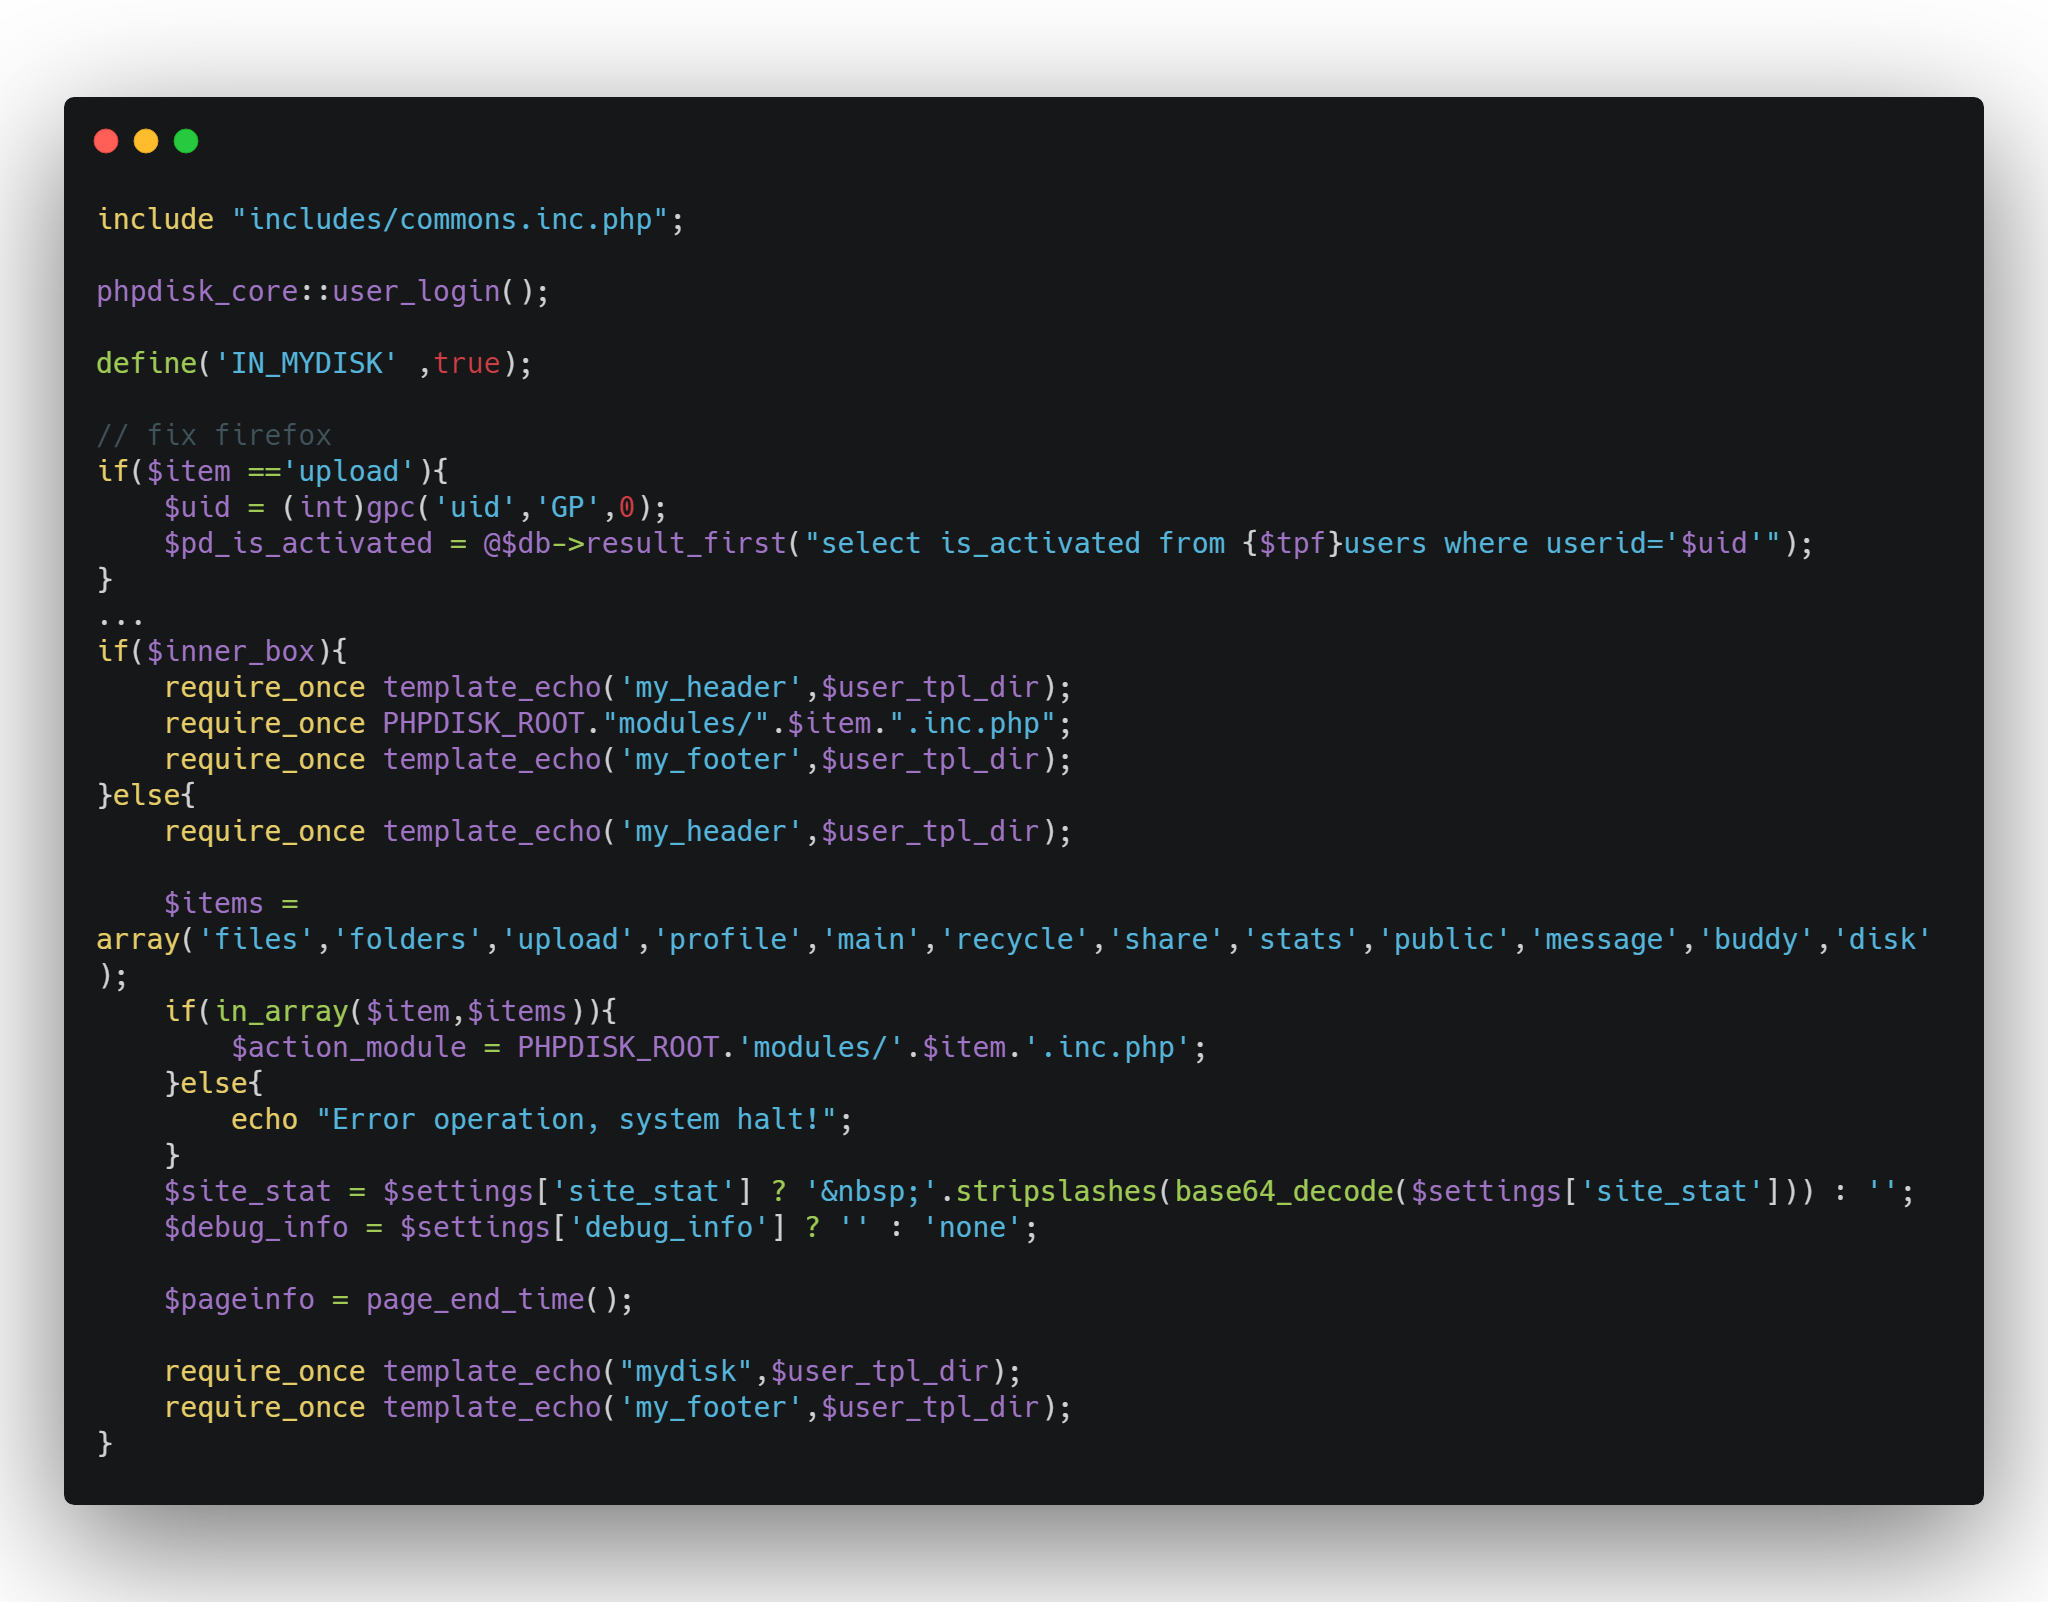 include "includes/commons.inc.php";
phpdisk_core::user_login();
define('IN_MYDISK' ,true);
// fix firefox
if($item =='upload'){
    $uid = (int)gpc('uid','GP',0);
    $pd_is_activated = @$db->result_first("select is_activated from {$tpf}users where userid='$uid'");
}
...
if($inner_box){
    require_once template_echo('my_header',$user_tpl_dir);
    require_once PHPDISK_ROOT."modules/".$item.".inc.php";
    require_once template_echo('my_footer',$user_tpl_dir);
}else{
    require_once template_echo('my_header',$user_tpl_dir);
    $items =
array('files','folders','upload','profile','main','recycle','share','stats','public','message','buddy','disk'
);
    if(in_array($item,$items)){
        $action_module = PHPDISK_ROOT.'modules/'.$item.'.inc.php';
    }else{
        echo "Error operation, system halt!";
    }
    $site_stat = $settings['site_stat'] ? '&nbsp;'.stripslashes(base64_decode($settings['site_stat'])) : '';
    $debug_info = $settings['debug_info'] ? '' : 'none';
    $pageinfo = page_end_time();
    require_once template_echo("mydisk",$user_tpl_dir);
    require_once template_echo('my_footer',$user_tpl_dir);
}